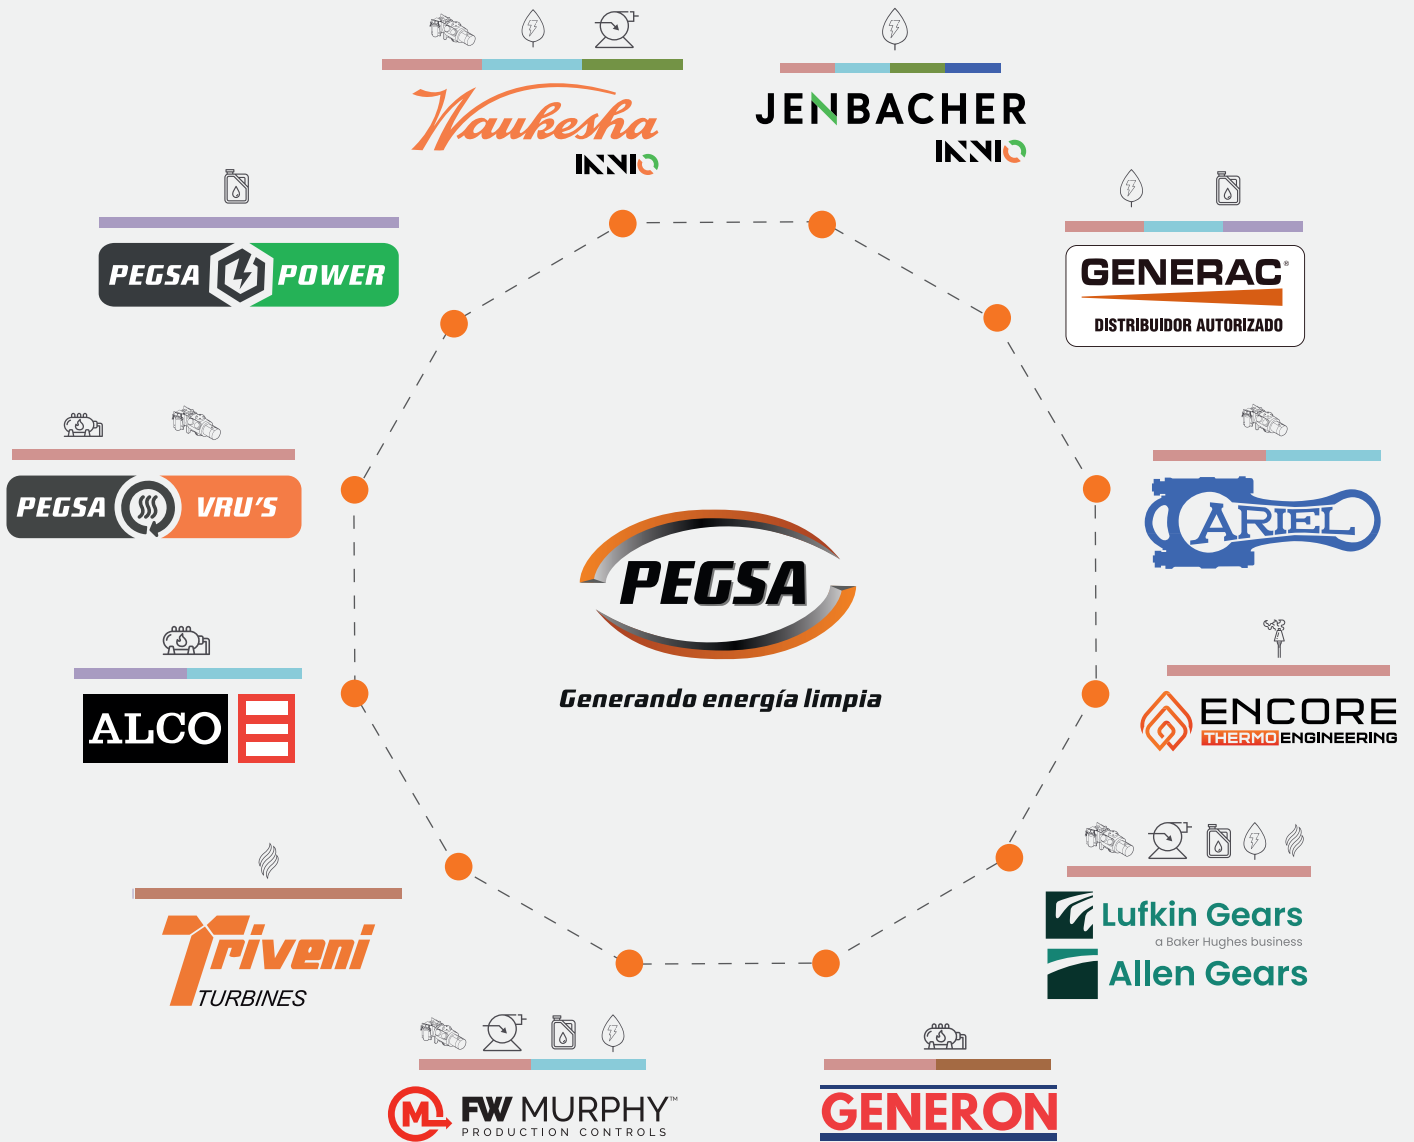 Waukesha
INNIO
JENBACHER
INNIO
PEGSA POWER
GENERAC®
DISTRIBUIDOR AUTORIZADO
PEGSA VRU'S
ARIEL
PEGSA
Generando energía limpia
ALCO
ENCORE
THERMO ENGINEERING
Triveni
TURBINES
Lufkin Gears
a Baker Hughes business
Allen Gears
M FW MURPHY™
PRODUCTION CONTROLS
GENERON